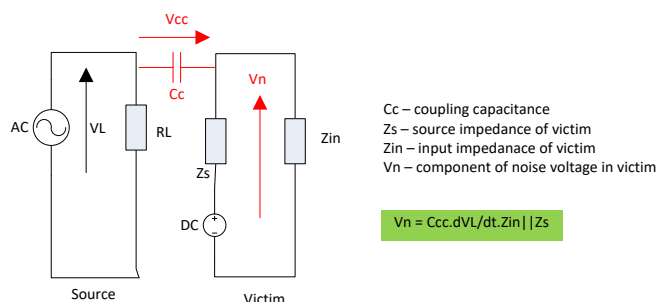 Vcc
Cc
Vn
AC
VL
RL
Zs
Zin
DC
Source
Victim
Cc – coupling capacitance
Zs – source impedance of victim
Zin – input impedanace of victim
Vn – component of noise voltage in victim
Vn = Ccc.dVL/dt.Zin||Zs